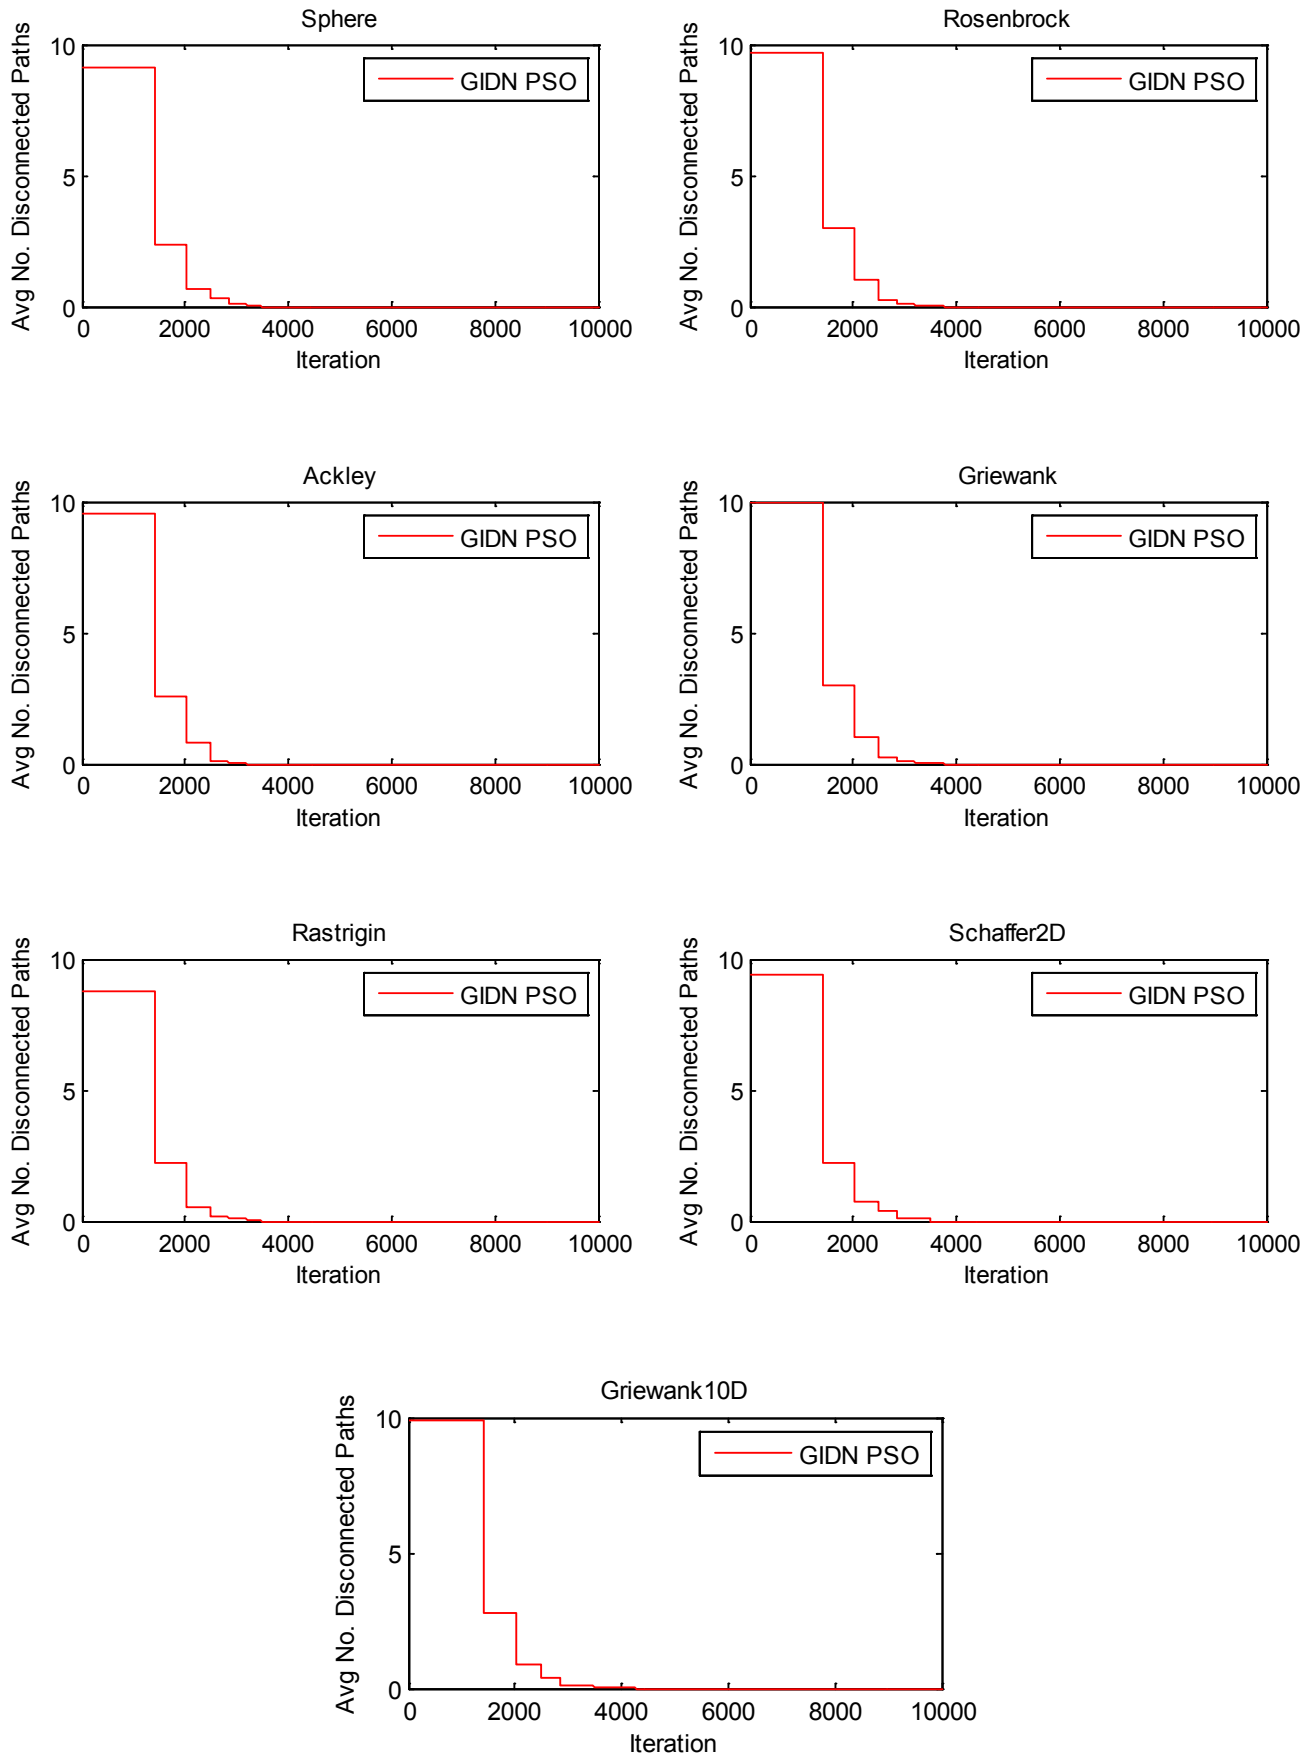 Sphere
Avg No. Disconnected Paths
10
5
0
GIDN PSO
0 2000 4000 6000 8000 10000
Iteration
Rosenbrock
Avg No. Disconnected Paths
10
5
0
GIDN PSO
0 2000 4000 6000 8000 10000
Iteration
Ackley
Avg No. Disconnected Paths
10
5
0
GIDN PSO
0 2000 4000 6000 8000 10000
Iteration
Griewank
Avg No. Disconnected Paths
10
5
0
GIDN PSO
0 2000 4000 6000 8000 10000
Iteration
Rastrigin
Avg No. Disconnected Paths
10
5
0
GIDN PSO
0 2000 4000 6000 8000 10000
Iteration
Schaffer2D
Avg No. Disconnected Paths
10
5
0
GIDN PSO
0 2000 4000 6000 8000 10000
Iteration
Griewank10D
Avg No. Disconnected Paths
10
5
0
GIDN PSO
0 2000 4000 6000 8000 10000
Iteration